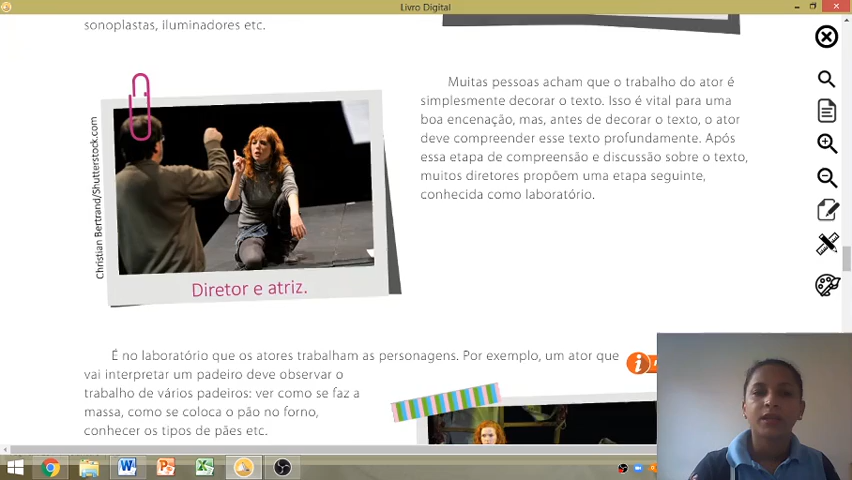 Livro Digital
sonoplastas, iluminadores etc.
Christian Bertrand/Shutterstock.com
Diretor e atriz.
Muitas pessoas acham que o trabalho do ator é
simplesmente decorar o texto. Isso é vital para uma
boa encenação, mas, antes de decorar o texto, o ator
deve compreender esse texto profundamente. Após
essa etapa de compreensão e discussão sobre o texto,
muitos diretores propõem uma etapa seguinte,
conhecida como laboratório.
É no laboratório que os atores trabalham as personagens. Por exemplo, um ator que
vai interpretar um padeiro deve observar o
trabalho de vários padeiros: ver como se faz a
massa, como se coloca o pão no forno,
conhecer os tipos de pães etc.